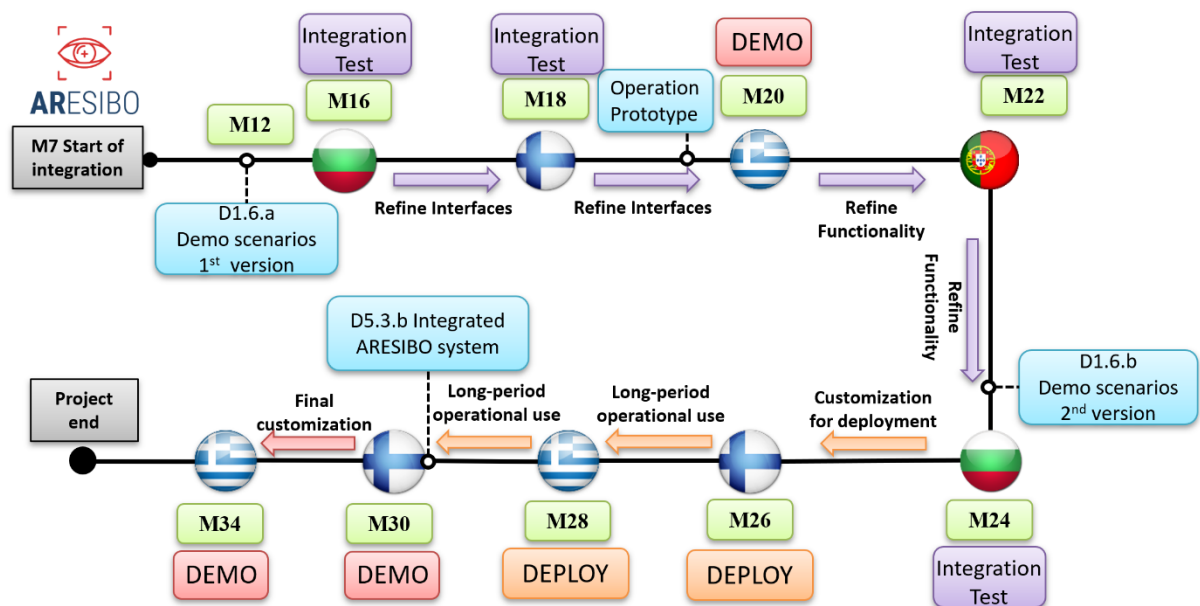 Integration
Test
M16
Integration
Test
M18
DEMO
M20
Integration
Test
M22
ARESIBO
M12
Operation
Prototype
M7 Start of
integration
Refine Interfaces
Refine Interfaces
Refine
Functionality
D1.6.a
Demo scenarios
1st version
Refine
Functionality
D1.6.b
Demo scenarios
2nd version
D5.3.b Integrated
ARESIBO system
Customization
for deployment
Long-period
operational use
Long-period
operational use
Final
customization
Project
end
M34
DEMO
M30
DEMO
M28
DEPLOY
M26
DEPLOY
M24
Integration
Test